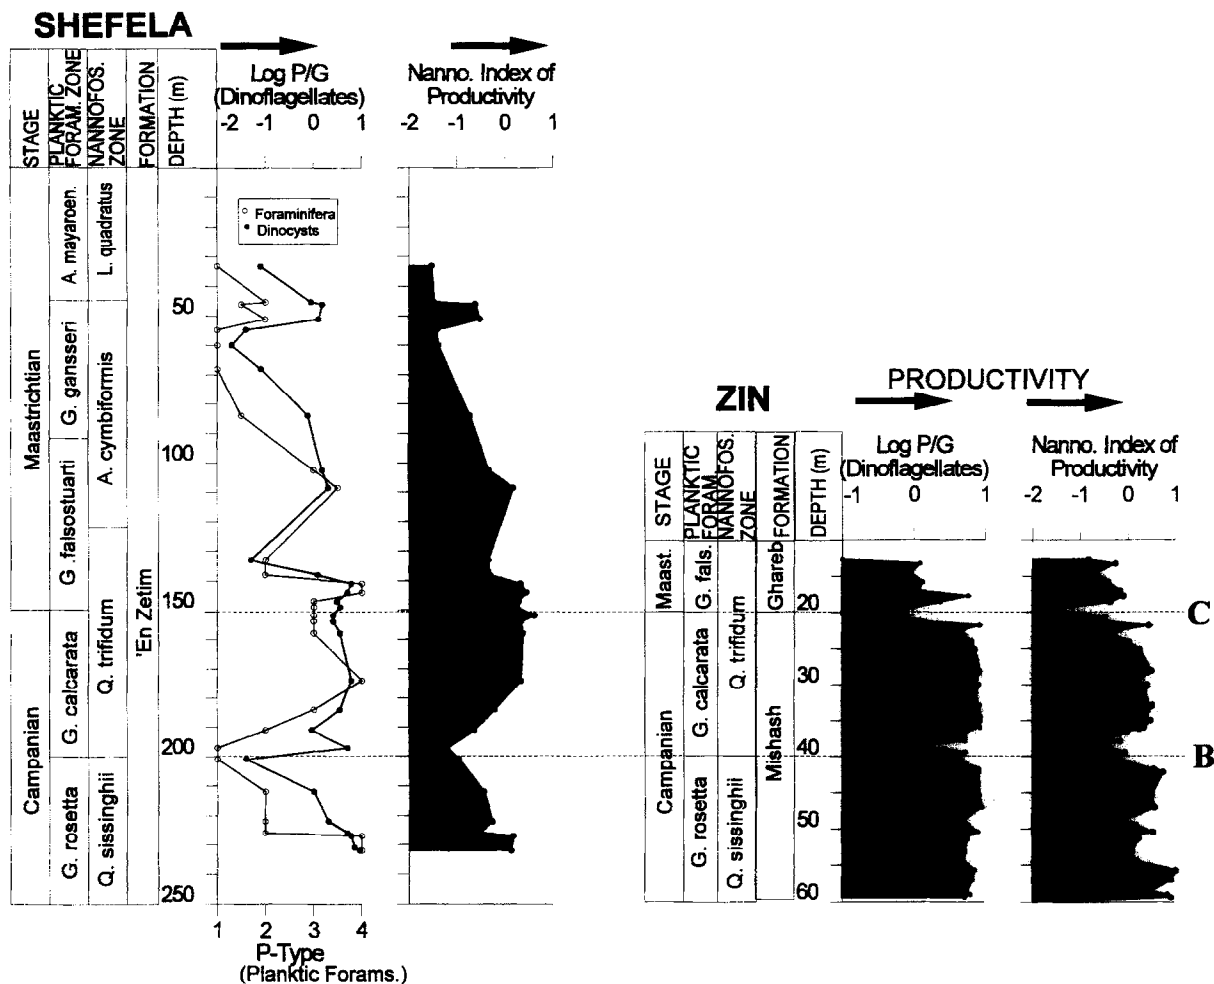 SHEFELA
STAGE
PLANKTIC
FORAM. ZONE
NANNOFOS.
ZONE
FORMATION
DEPTH (m)
Log P/G
(Dinoflagellates)
-2 -1 0 1
Nanno. Index of
Productivity
-2 -1 0 1
Foraminifera
Dinocysts
Maastrichtian
Campanian
A. mayaroen.
G. gansseri
G .falsostuarti
G. calcarata
G. rosetta
L. quadratus
A. cymbiformis
Q. trifidum
Q. sissinghii
'En Zetim
50
100
150
200
250
1 2 3 4
P-Type
(Planktic Forams.)
PRODUCTIVITY
ZIN
STAGE
PLANKTIC
FORAM.
NANNOFOS.
ZONE
FORMATION
DEPTH (m)
Log P/G
(Dinoflagellates)
-1 0 1
Nanno. Index of
Productivity
-2 -1 0 1
Maast.
Campanian
G. fals.
G. calcarata
G. rosetta
Q. trifidum
Q. sissinghii
Ghareb
Mishash
20
30
40
50
60
C
B